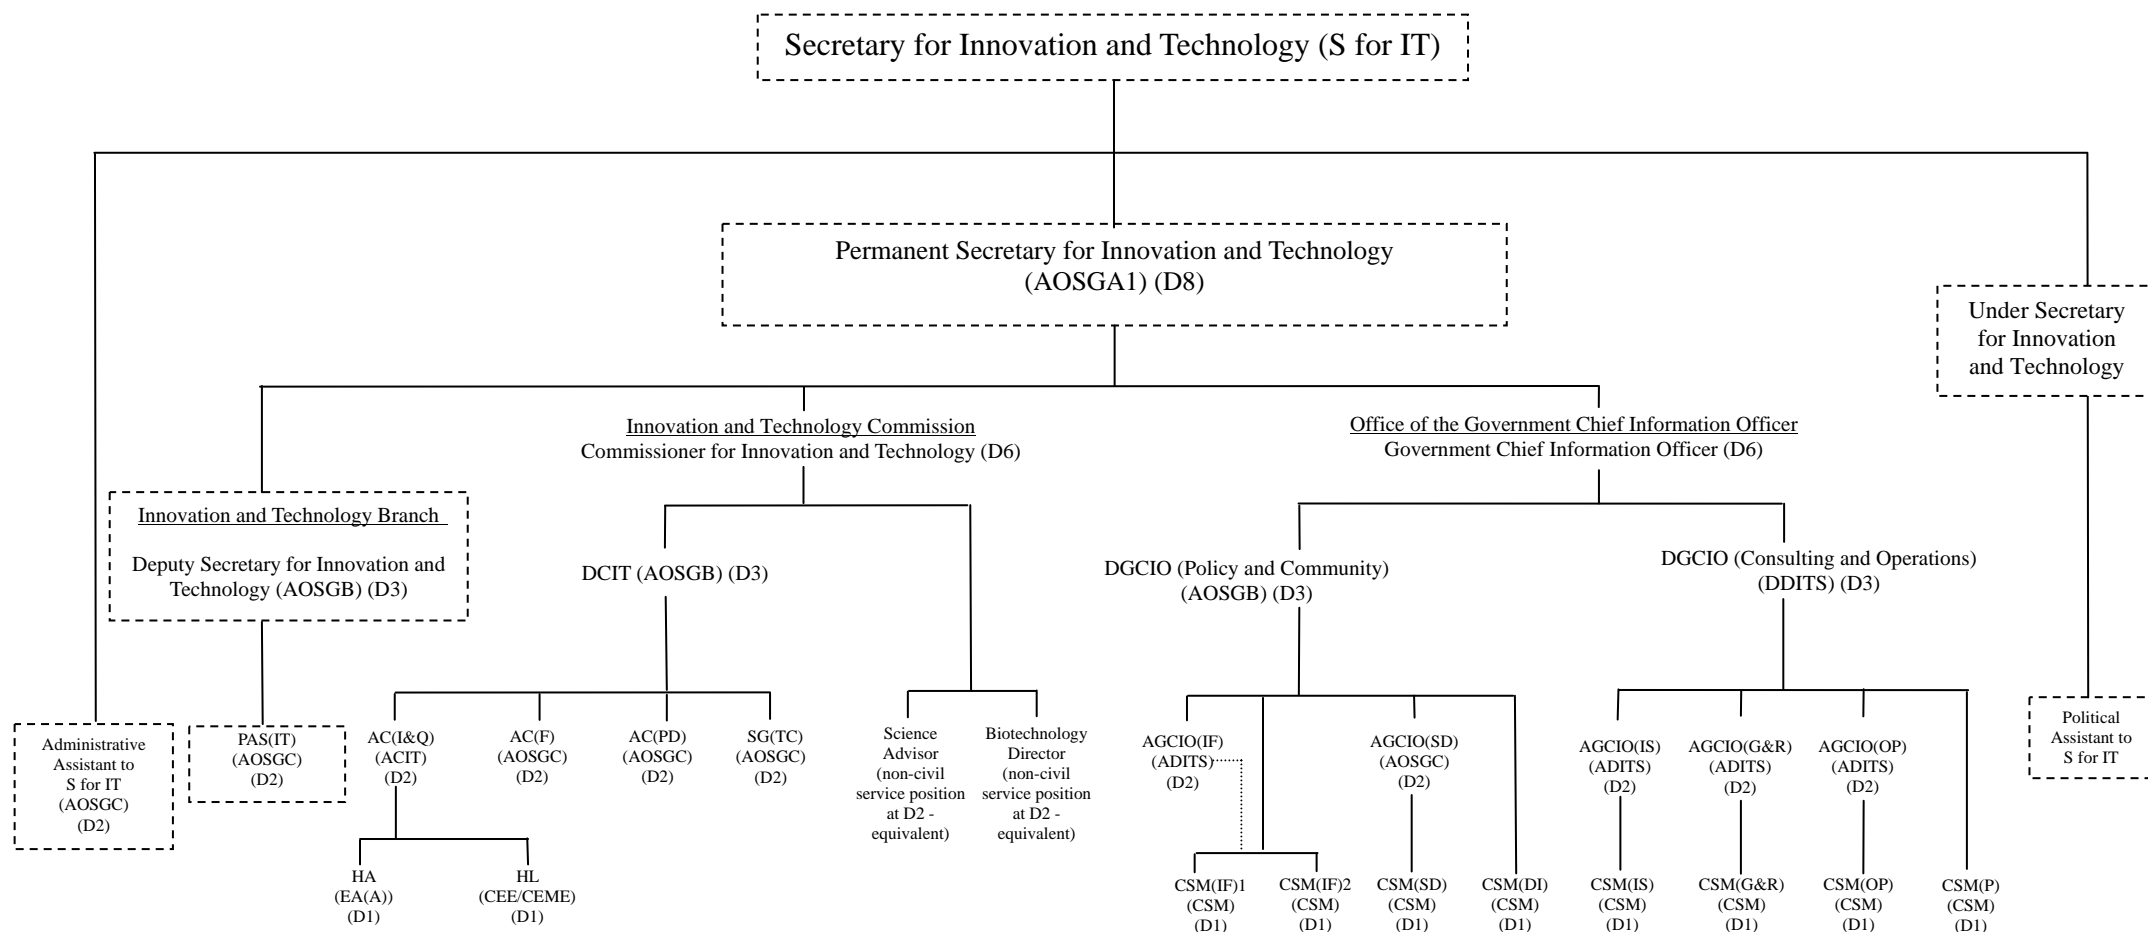 Secretary for Innovation and Technology (S for IT)
Permanent Secretary for Innovation and Technology
(AOSGA1) (D8)
Under Secretary
for Innovation
and Technology
Innovation and Technology Commission
Commissioner for Innovation and Technology (D6)
Office of the Government Chief Information Officer
Government Chief Information Officer (D6)
Innovation and Technology Branch
Deputy Secretary for Innovation and
Technology (AOSGB) (D3)
DCIT (AOSGB) (D3)
DGCIO (Policy and Community)
(AOSGB) (D3)
DGCIO (Consulting and Operations)
(DDITS) (D3)
Administrative
Assistant to
S for IT
(AOSGC)
(D2)
PAS(IT)
(AOSGC)
(D2)
AC(I&Q)
(ACIT)
(D2)
AC(F)
(AOSGC)
(D2)
AC(PD)
(AOSGC)
(D2)
SG(TC)
(AOSGC)
(D2)
Science
Advisor
(non-civil
service position
at D2 -
equivalent)
Biotechnology
Director
(non-civil
service position
at D2 -
equivalent)
AGCIO(IF)
(ADITS)
(D2)
AGCIO(SD)
(AOSGC)
(D2)
AGCIO(IS)
(ADITS)
(D2)
AGCIO(G&R)
(ADITS)
(D2)
AGCIO(OP)
(ADITS)
(D2)
Political
Assistant to
S for IT
HA
(EA(A))
(D1)
HL
(CEE/CEME)
(D1)
CSM(IF)1
(CSM)
(D1)
CSM(IF)2
(CSM)
(D1)
CSM(SD)
(CSM)
(D1)
CSM(DI)
(CSM)
(D1)
CSM(IS)
(CSM)
(D1)
CSM(G&R)
(CSM)
(D1)
CSM(OP)
(CSM)
(D1)
CSM(P)
(CSM)
(D1)